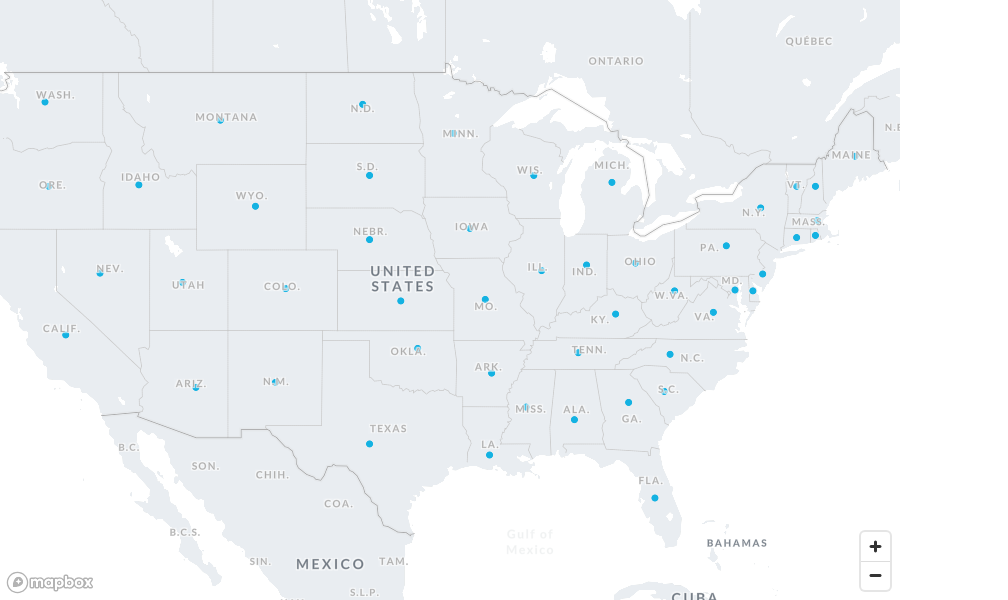 QUÉBEC
ONTARIO
WASH.
N.D.
MONTANA
MINN.
N.B
MAINE
MICH.
S.D.
WIS.
IDAHO
ORE.
VT.
WYO.
N.Y.
MASS.
IOWA
NEBR.
PA.
OHIO
NEV.
UNITED
STATES
ILL.
IND.
MD.
UTAH
COLO.
W.VA.
MO.
VA.
KY.
CALIF.
OKLA.
TENN.
N.C.
ARK.
ARIZ.
N.M.
S.C.
MISS.
ALA.
GA.
TEXAS
B.C.
LA.
SON.
CHIH.
FLA.
COA.
B.C.S.
Gulf of
Mexico
BAHAMAS
+
SIN.
MEXICO
TAM.
−
mapbox
S.L.P.
CUBA